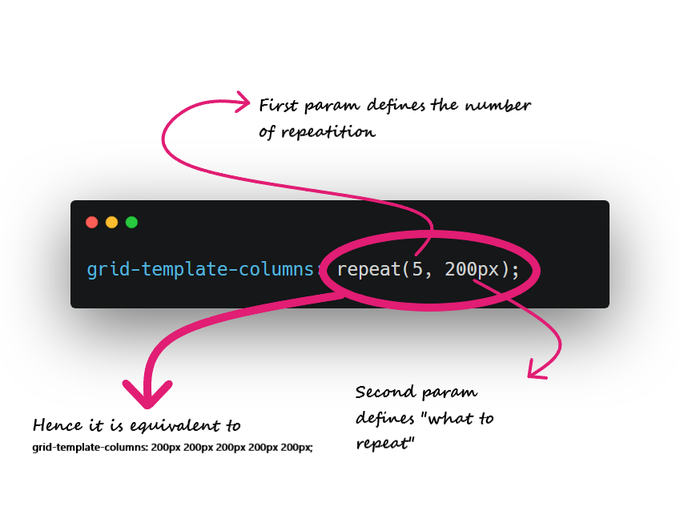 First param defines the number
of repeatition
grid-template-columns: repeat(5, 200px);
Second param
defines "what to
repeat"
Hence it is equivalent to
grid-template-columns: 200px 200px 200px 200px 200px;